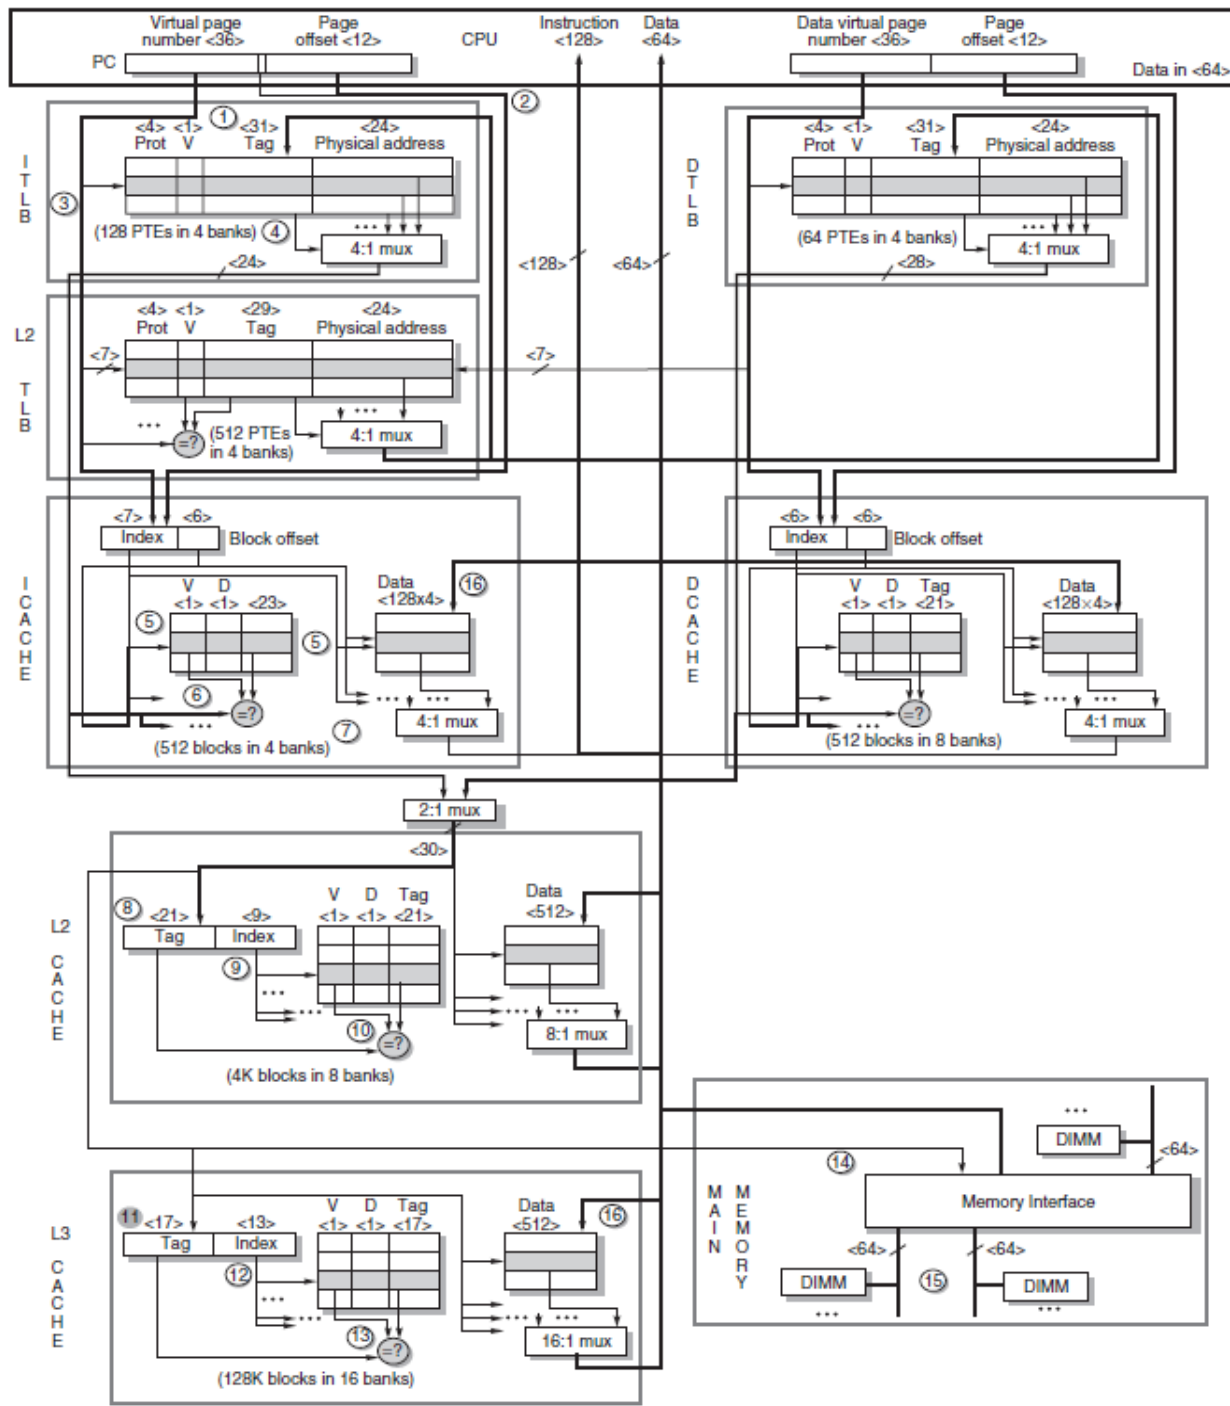 Virtual page
number <36>
Page
offset <12>
CPU
Instruction
<128>
Data
<64>
Data virtual page
number <36>
Page
offset <12>
PC
Data in <64>
1
2
ITLB
<4>
Prot
<1>
V
<31>
Tag
<24>
Physical address
3
(128 PTEs in 4 banks)
4
...
4:1 mux
<24>
DTLB
<4>
Prot
<1>
V
<31>
Tag
<24>
Physical address
(64 PTEs in 4 banks)
...
4:1 mux
<28>
<128>
<64>
L2 TLB
<4>
Prot
<1>
V
<29>
Tag
<24>
Physical address
<7>
<7>
...
=?
(512 PTEs
in 4 banks)
...
4:1 mux
ICACHE
<7>
Index
<6>
Block offset
V
<1>
D
<1>
<23>
Data
<128x4>
16
5
5
6
...
=?
7
...
...
4:1 mux
(512 blocks in 4 banks)
DCACHE
<6>
Index
<6>
Block offset
V
<1>
D
<1>
Tag
<21>
Data
<128×4>
...
=?
...
...
4:1 mux
(512 blocks in 8 banks)
2:1 mux
<30>
L2 CACHE
8
<21>
Tag
<9>
Index
V
<1>
D
<1>
Tag
<21>
Data
<512>
9
...
...
10
=?
...
...
8:1 mux
(4K blocks in 8 banks)
L3 CACHE
11
<17>
Tag
<13>
Index
V
<1>
D
<1>
Tag
<17>
Data
<512>
16
12
...
...
13
=?
...
...
16:1 mux
(128K blocks in 16 banks)
MAIN MEMORY
...
DIMM
<64>
14
Memory Interface
<64>
<64>
DIMM
...
15
DIMM
...